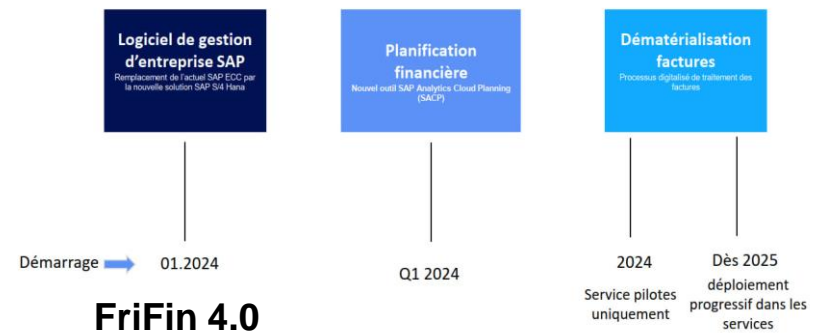 Logiciel de gestion
d'entreprise SAP
Remplacement de l'actuel SAP ECC par
la nouvelle solution SAP S/4 Hana
Planification
financière
Nouvel outil SAP Analytics Cloud Planning
(SACP)
Dématérialisation
factures
Processus digitalisé de traitement des
factures
Démarrage
01.2024
Q1 2024
2024
Service pilotes
uniquement
Dès 2025
déploiement
progressif dans les
services
FriFin 4.0